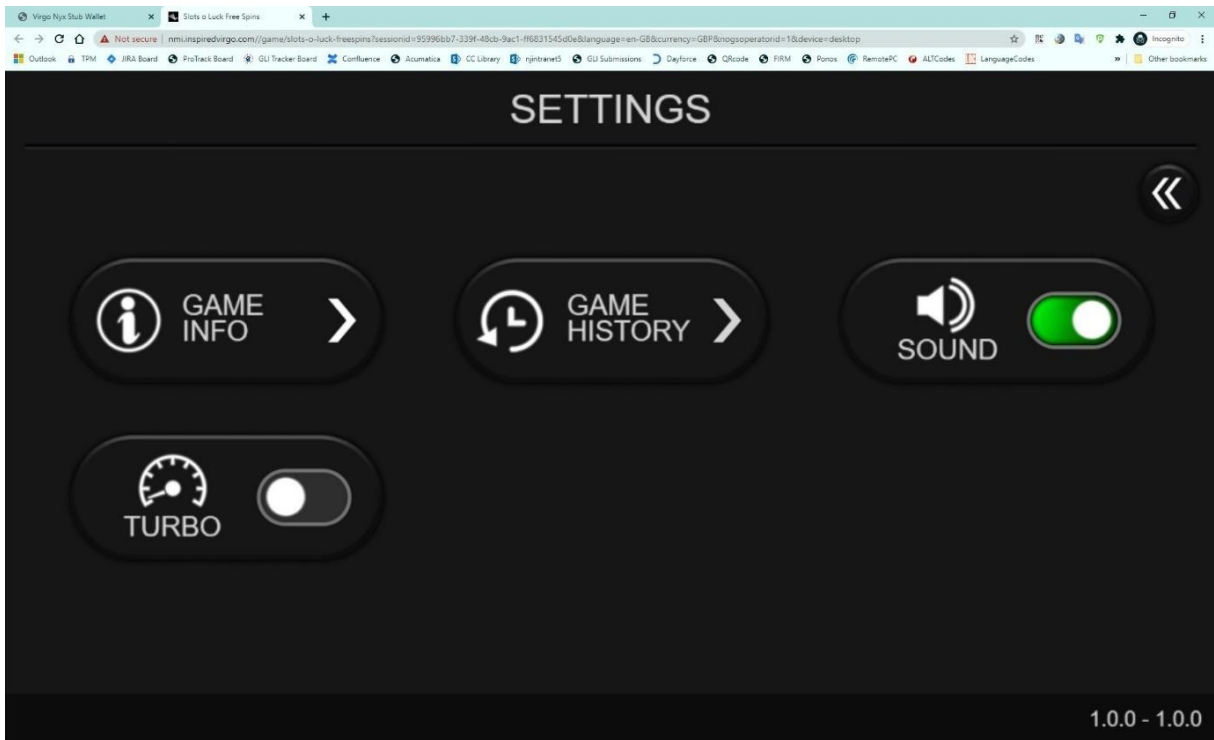 Virgo Nyx Stub Wallet
Slots o Luck Free Spins
Not secure | nmi.inspiredvirgo.com//game/slots-o-luck-freespins?sessionid=95996bb7-339f-48cb-9ac1-ff6831545d0e&language=en-GB&currency=GBP&nogsoperatorid=1&device=desktop
Incognito
Outlook TPM JIRA Board ProTrack Board GLI Tracker Board Confluence Acumatica CC Library njintranet5 GLI Submissions Dayforce QRcode FIRM Ponos RemotePC ALTCodes LanguageCodes » Other bookmarks
SETTINGS
GAME
INFO
GAME
HISTORY
SOUND
TURBO
1.0.0 - 1.0.0